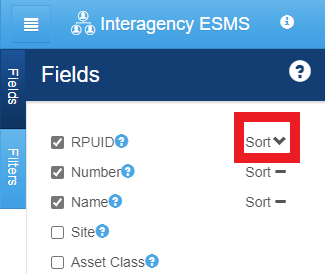 Interagency ESMS
Fields
Fields
Filters
RPUID Sort
Number Sort
Name Sort
Site
Asset Class